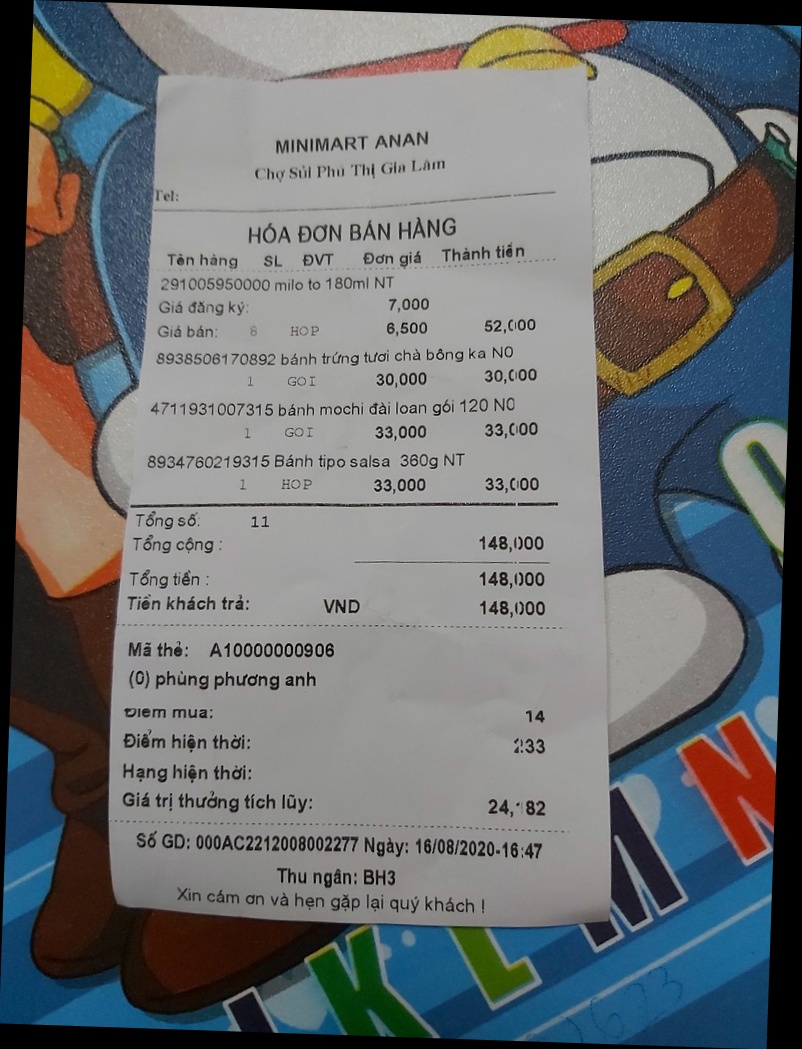 MINIMART ANAN
Chợ Sủi Phú Thị Gia Lâm
Tel:
HÓA ĐƠN BÁN HÀNG
Tên hàng SL ĐVT Đơn giá Thành tiền
291005950000 milo to 180ml NT
Giá đăng ký: 7,000
Giá bán: 8 HOP 6,500 52,000
8938506170892 bánh trứng tươi chà bông ka NO
1 GOI 30,000 30,000
4711931007315 bánh mochi đài loan gói 120 NO
1 GOI 33,000 33,000
8934760219315 Bánh tipo salsa 360g NT
1 HOP 33,000 33,000
Tổng số: 11
Tổng cộng : 148,000
Tổng tiền : 148,000
Tiền khách trả: VND 148,000
Mã thẻ: A10000000906
(0) phùng phương anh
Điểm mua: 14
Điểm hiện thời: 233
Hạng hiện thời:
Giá trị thưởng tích lũy:
Số GD: 000AC2212008002277 Ngày: 16/08/2020-16:47
Thu ngân: BH3
Xin cám ơn và hẹn gặp lại quý khách !
J K L M N